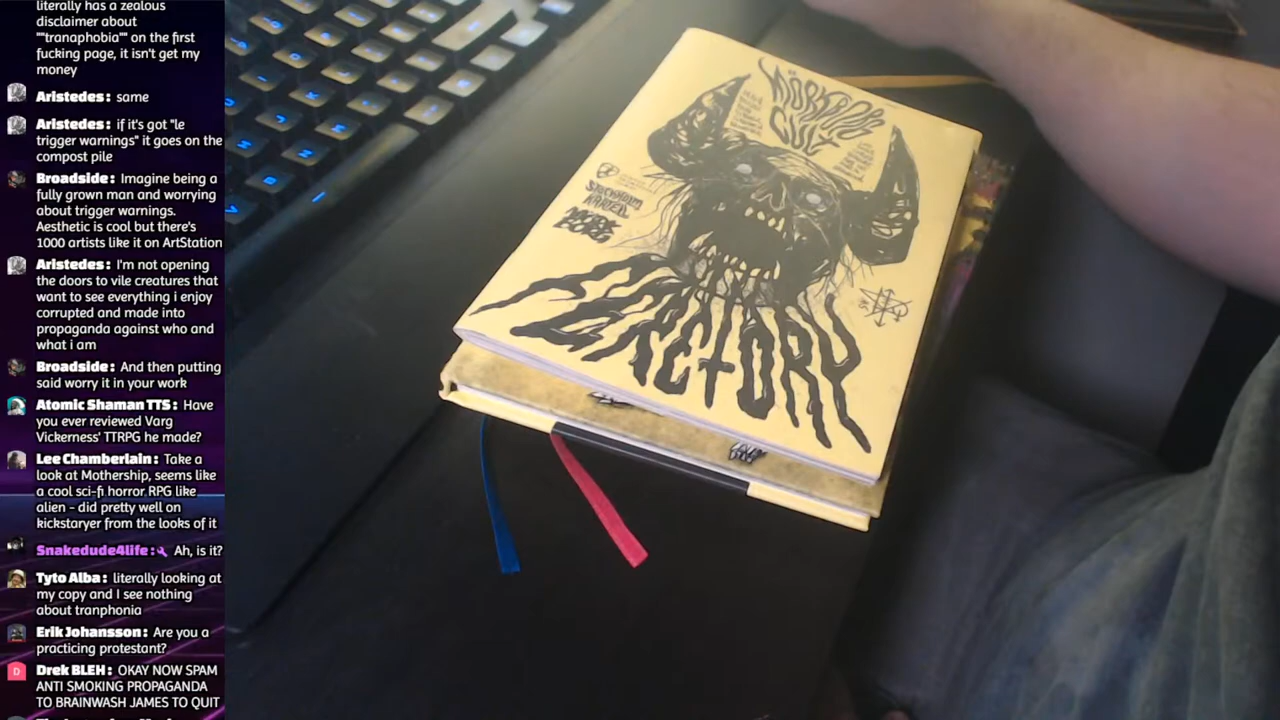 literally has a zealous
disclaimer about
""tranaphobia"" on the first
fucking page, it isn't get my
money
Aristedes: same
Aristedes: if it's got "le
trigger warnings" it goes on the
compost pile
Broadside: Imagine being a
fully grown man and worrying
about trigger warnings.
Aesthetic is cool but there's
1000 artists like it on ArtStation
Aristedes: I'm not opening
the doors to vile creatures that
want to see everything i enjoy
corrupted and made into
propaganda against who and
what i am
Broadside: And then putting
said worry it in your work
Atomic Shaman TTS: Have
you ever reviewed Varg
Vickerness' TTRPG he made?
Lee Chamberlain: Take a
look at Mothership, seems like
a cool sci-fi horror RPG like
alien - did pretty well on
kickstaryer from the looks of it
Snakedude4life: Ah, is it?
Tyto Alba: literally looking at
my copy and I see nothing
about tranphonia
Erik Johansson: Are you a
practicing protestant?
Drek BLEH: OKAY NOW SPAM
ANTI SMOKING PROPAGANDA
TO BRAINWASH JAMES TO QUIT
MÖRK BORG
CULT
STOCKHOLM
KARTELL
MÖRK
BORG
HERETICORY